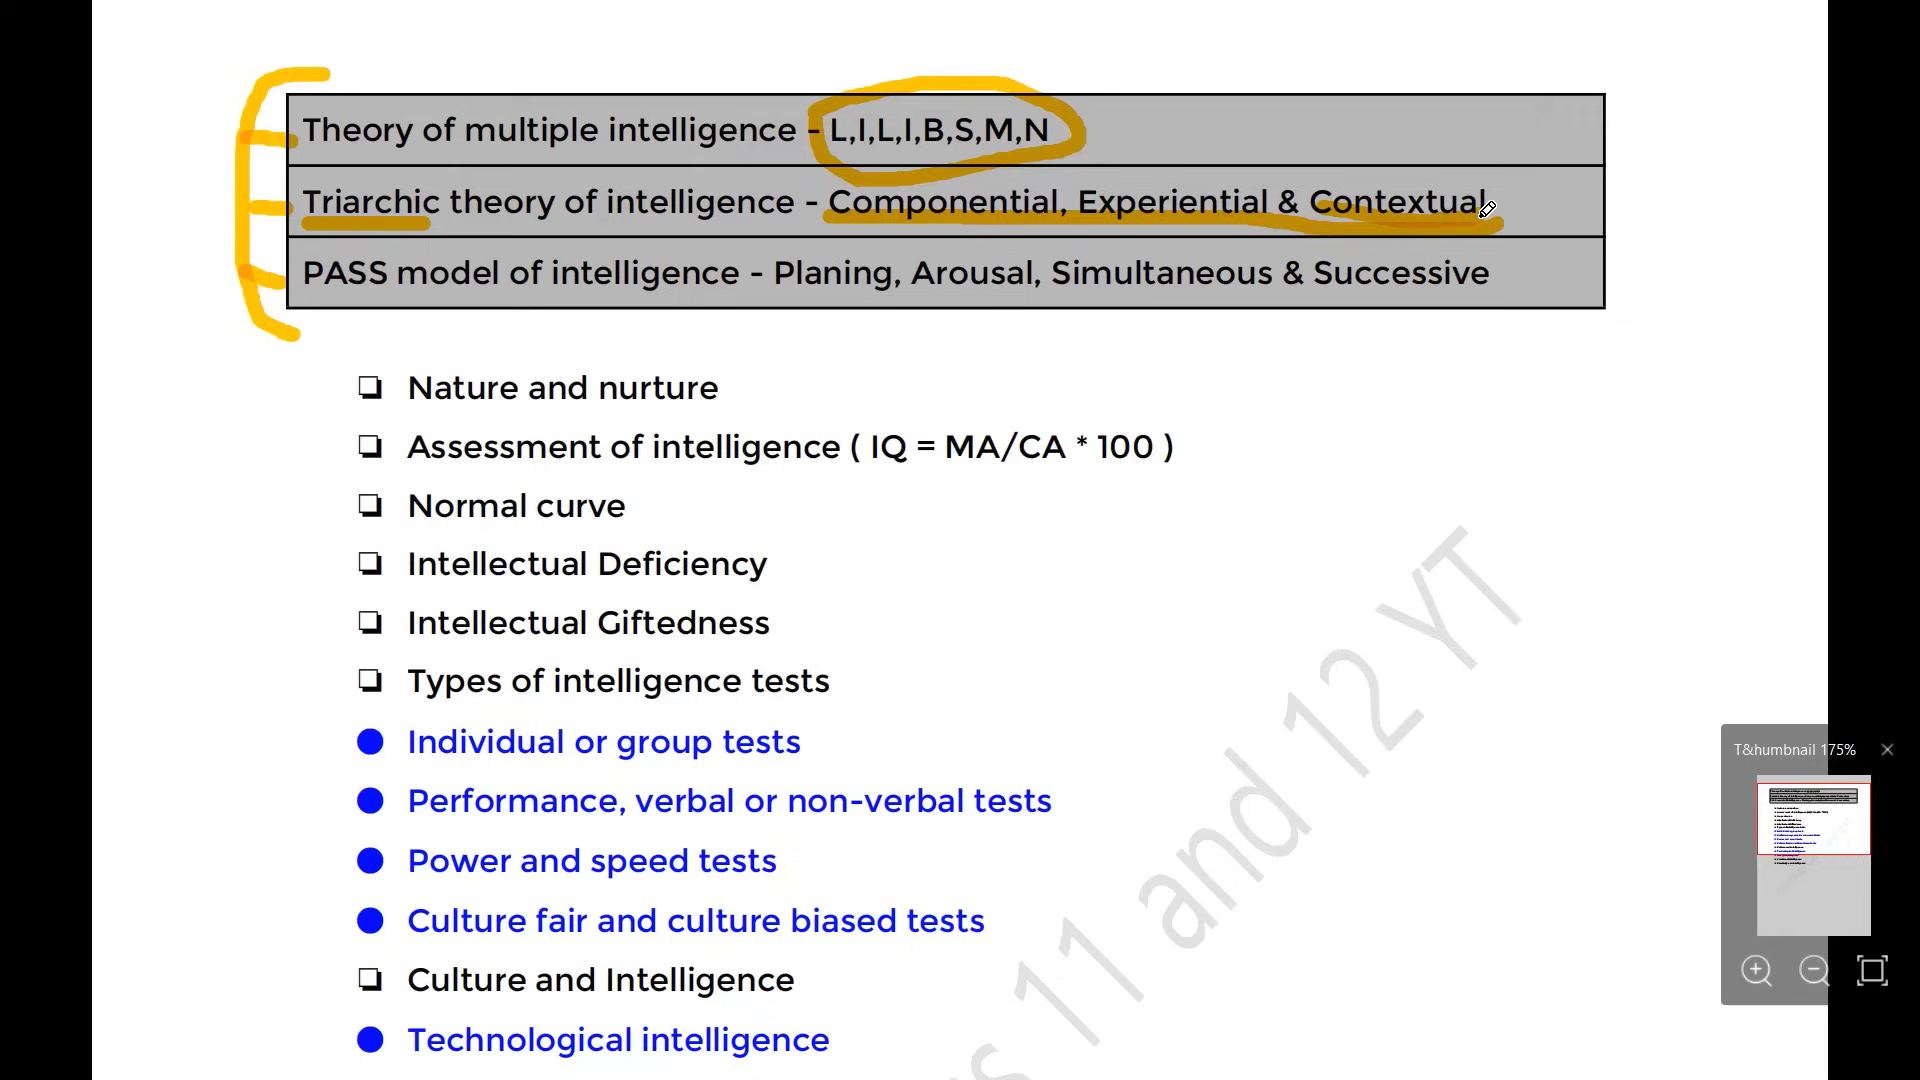 Theory of multiple intelligence - L,I,L,I,B,S,M,N
Triarchic theory of intelligence - Componential, Experiential & Contextual
PASS model of intelligence - Planing, Arousal, Simultaneous & Successive
Nature and nurture
Assessment of intelligence ( IQ = MA/CA * 100 )
Normal curve
Intellectual Deficiency
Intellectual Giftedness
Types of intelligence tests
Individual or group tests
Performance, verbal or non-verbal tests
Power and speed tests
Culture fair and culture biased tests
Culture and Intelligence
Technological intelligence
11 and 12 YT
T&humbnail 175%